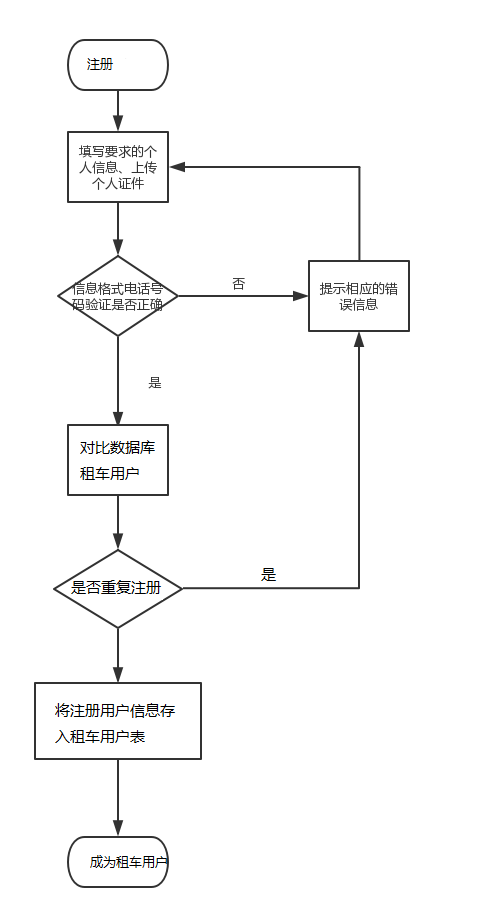 注册
填写要求的个
人信息、上传
个人证件
信息格式电话号
码验证是否正确
否
提示相应的错
误信息
是
对比数据库
租车用户
是否重复注册
是
将注册用户信息存
入租车用户表
成为租车用户